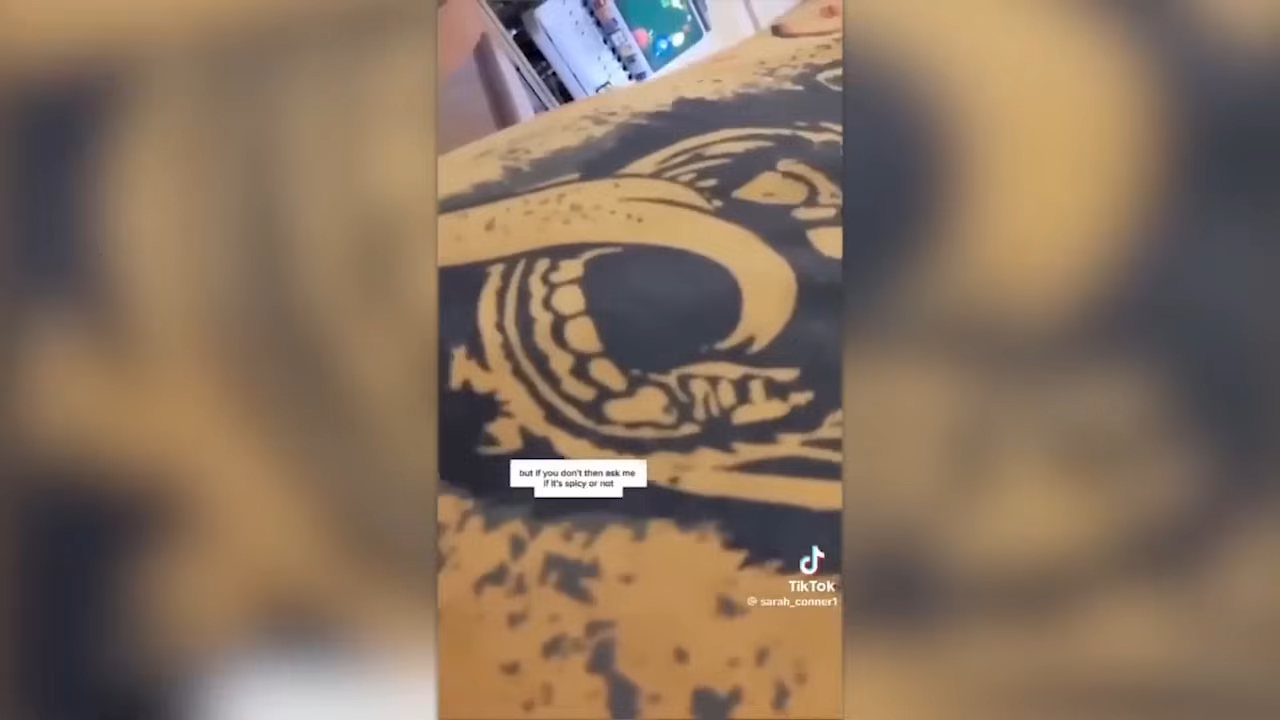 but if you don't then ask me
if it's spicy or not
TikTok
@ sarah_conner1